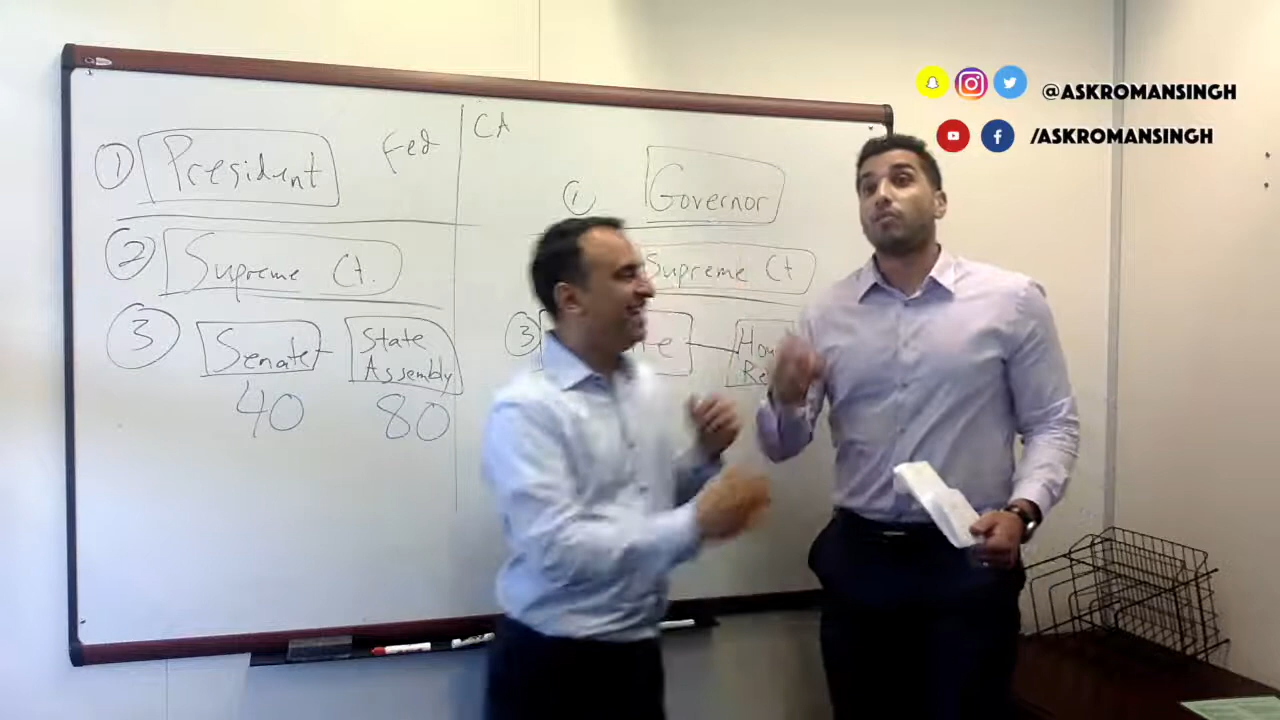 @ASKROMANSINGH
/ASKROMANSINGH
Fed
CA
① President
① Governor
② Supreme Ct.
Supreme Ct
③ Senate State Assembly
③
40 80